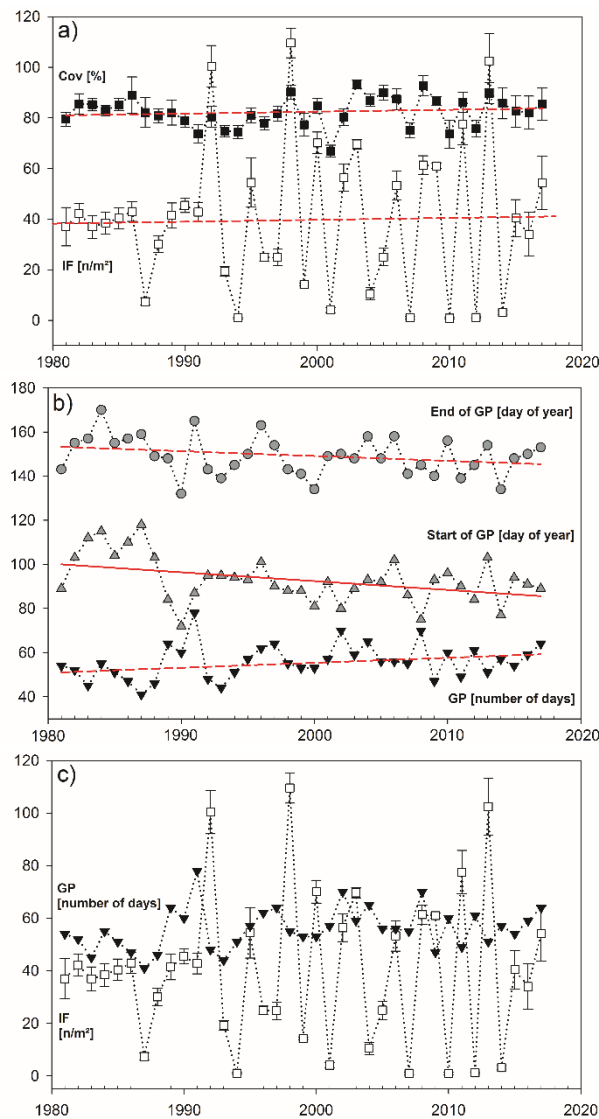 a)
120
100
80
60
40
20
0
Cov [%]
IF [n/m²]
1980 1990 2000 2010 2020
b)
180
160
140
120
100
80
60
40
End of GP [day of year]
Start of GP [day of year]
GP [number of days]
1980 1990 2000 2010 2020
c)
120
100
80
60
40
20
0
GP
[number of days]
IF
[n/m²]
1980 1990 2000 2010 2020